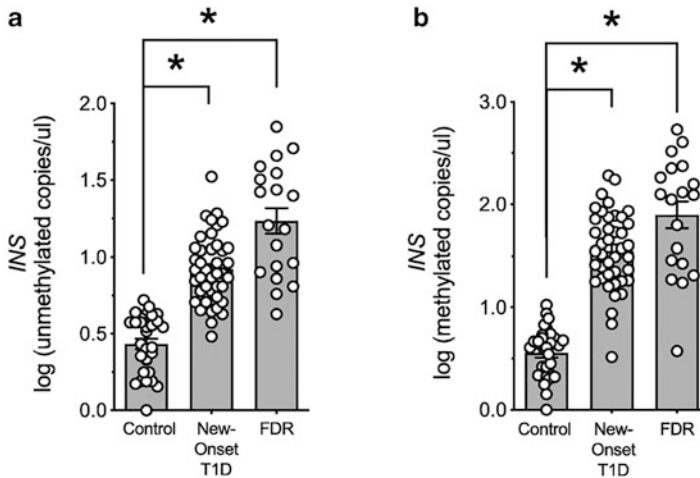 a
*
*
INS
log (unmethylated copies/ul)
2.0
1.5
1.0
0.5
0.0
Control
New-
Onset
T1D
FDR
b
*
*
INS
log (methylated copies/ul)
3.0
2.0
1.0
0.0
Control
New-
Onset
T1D
FDR